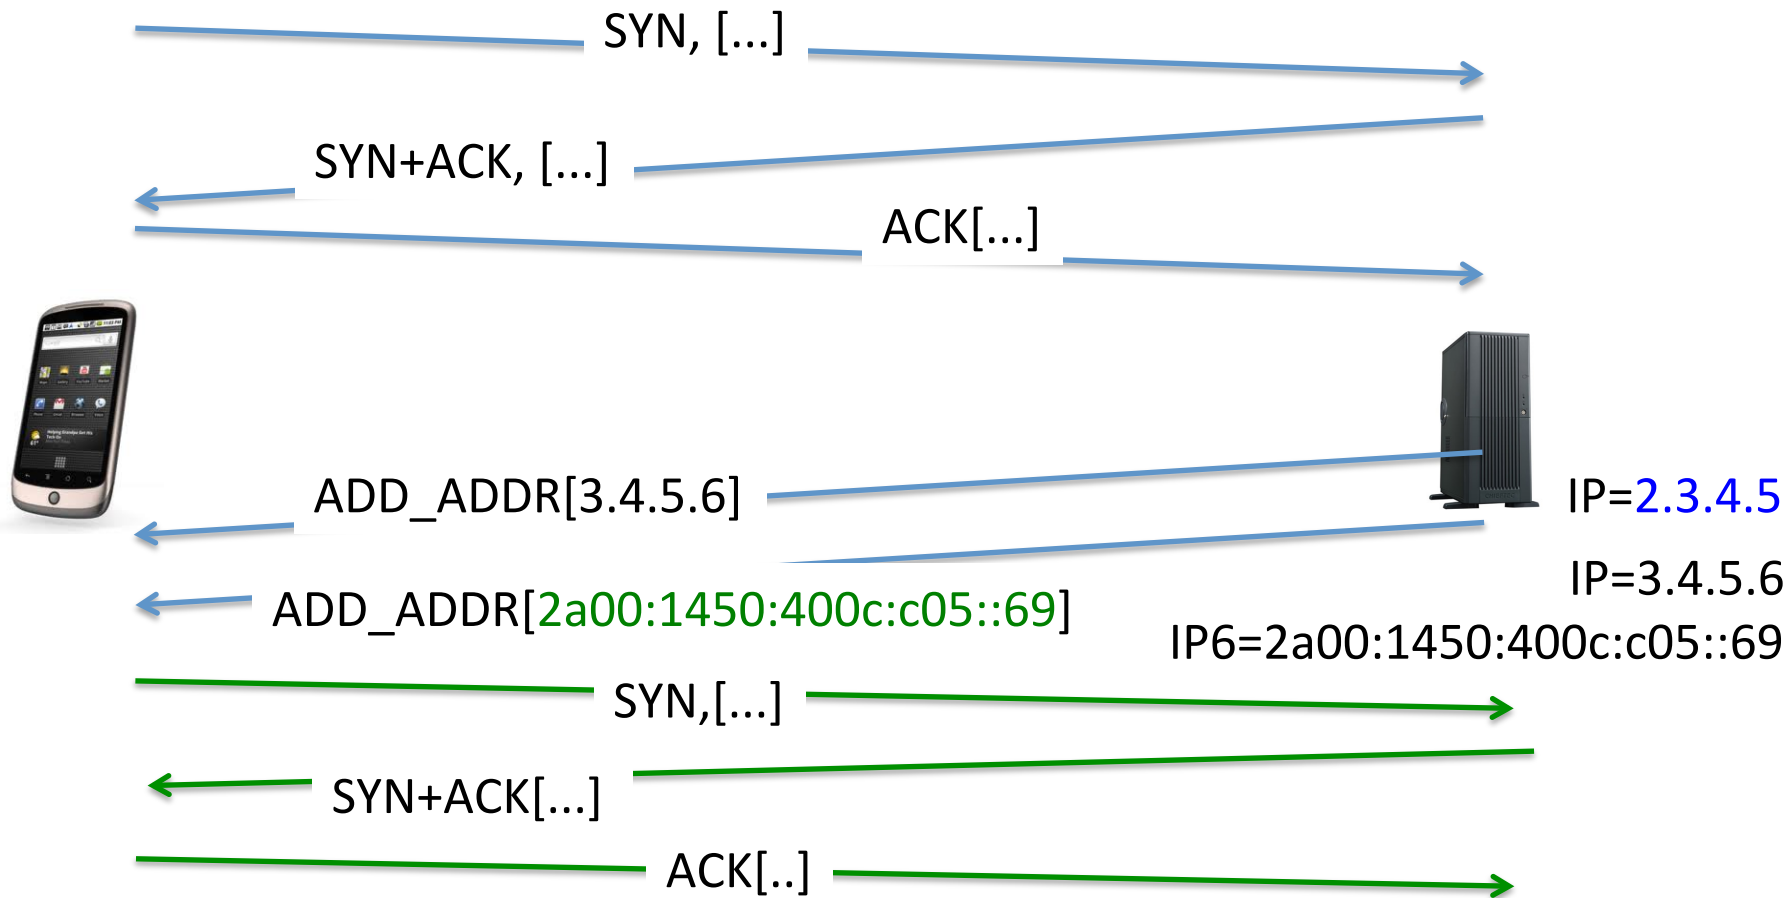 SYN, [...]
SYN+ACK, [...]
ACK[...]
ADD_ADDR[3.4.5.6]
IP=2.3.4.5
IP=3.4.5.6
ADD_ADDR[2a00:1450:400c:c05::69]
IP6=2a00:1450:400c:c05::69
SYN,[...]
SYN+ACK[...]
ACK[..]